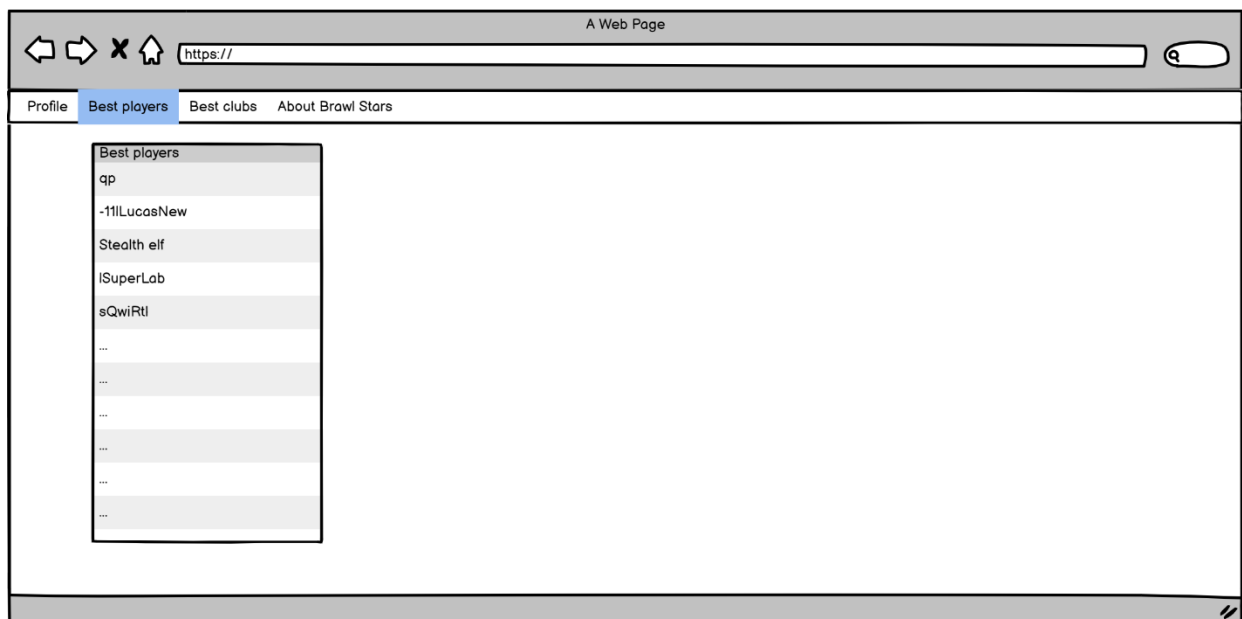 A Web Page
https://
Profile Best players Best clubs About Brawl Stars
Best players
qp
-11lLucasNew
Stealth elf
lSuperLab
sQwiRtl
...
...
...
...
...
...